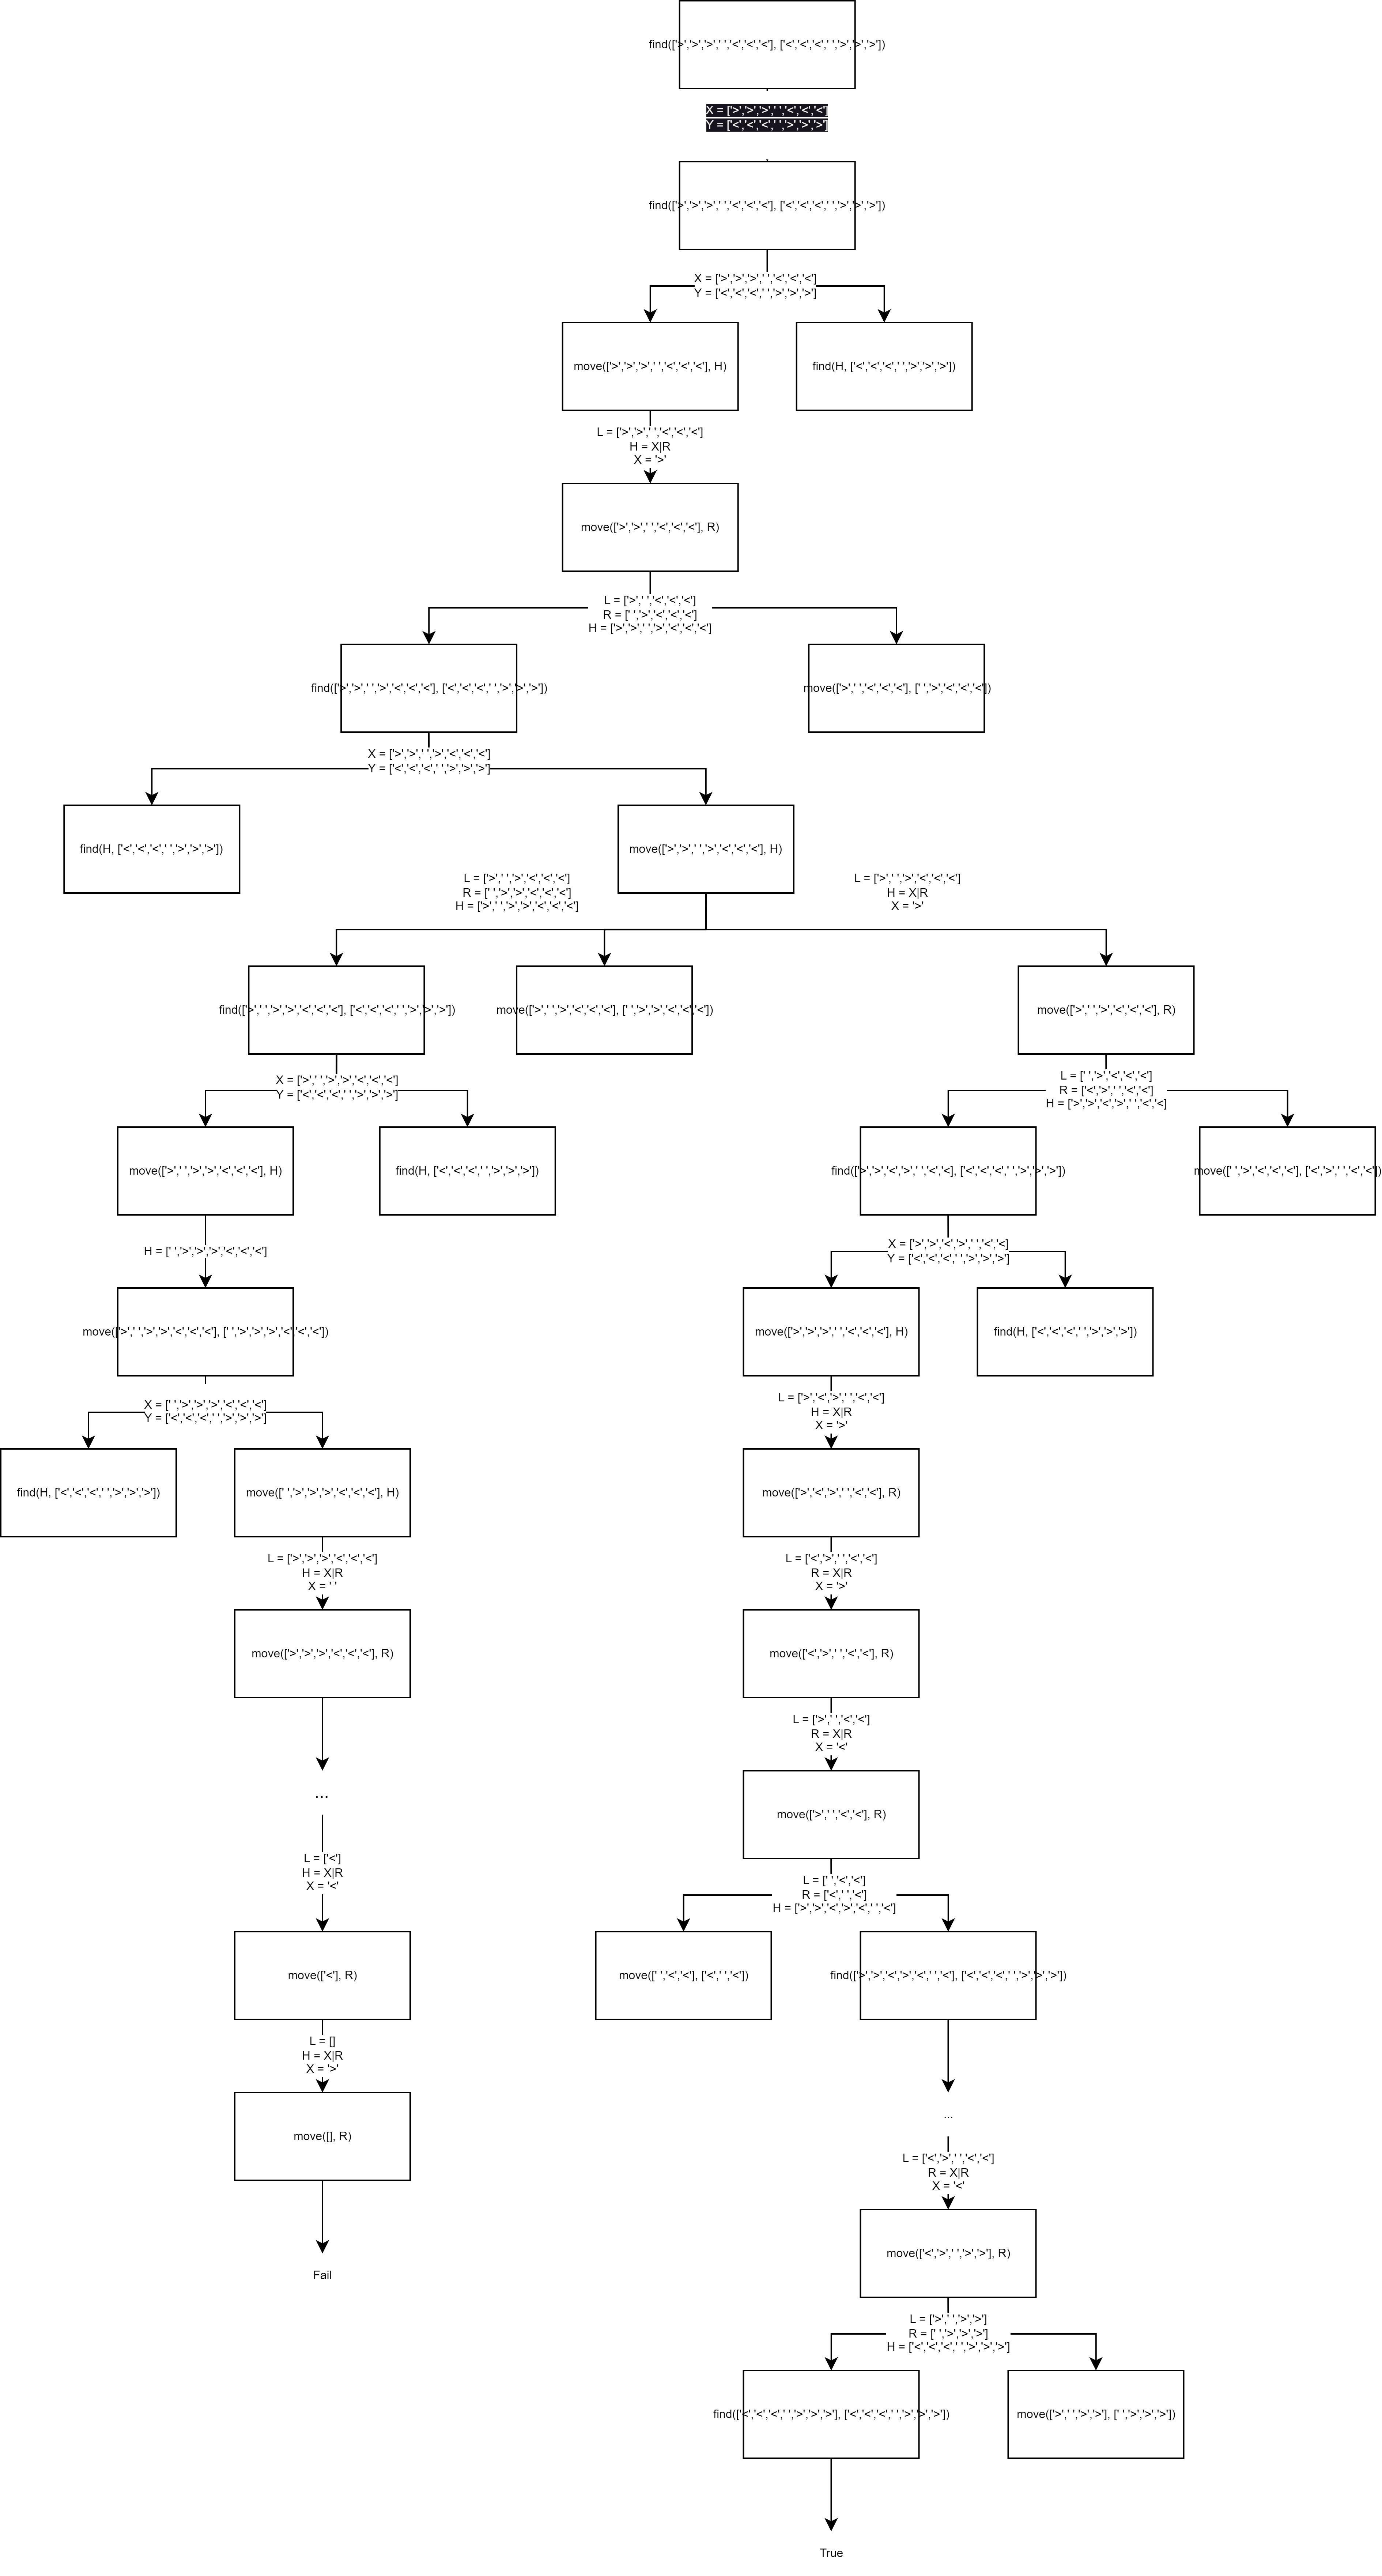 find(['>','>','>',' ','<','<','<'], ['<','<','<',' ','>','>','>'])
X = ['>','>','>',' ','<','<','<']
Y = ['<','<','<',' ','>','>','>']
find(['>','>','>',' ','<','<','<'], ['<','<','<',' ','>','>','>'])
X = ['>','>','>',' ','<','<','<']
Y = ['<','<','<',' ','>','>','>']
move(['>','>','>',' ','<','<','<'], H)
find(H, ['<','<','<',' ','>','>','>'])
L = ['>','>',' ','<','<','<']
H = X|R
X = '>'
move(['>','>',' ','<','<','<'], R)
L = ['>',' ','<','<','<']
R = [' ','>','<','<','<']
H = ['>','>',' ','>','<','<','<']
find(['>','>',' ','>','<','<','<'], ['<','<','<',' ','>','>','>'])
move(['>',' ','<','<','<'], [' ','>','<','<','<'])
X = ['>','>',' ','>','<','<','<']
Y = ['<','<','<',' ','>','>','>']
find(H, ['<','<','<',' ','>','>','>'])
move(['>','>',' ','>','<','<','<'], H)
L = ['>',' ','>','<','<','<']
R = [' ','>','>','<','<','<']
H = ['>',' ','>','>','<','<','<']
L = ['>',' ','>','<','<','<']
H = X|R
X = '>'
find(['>',' ','>','>','<','<','<'], ['<','<','<',' ','>','>','>'])
move(['>',' ','>','<','<','<'], [' ','>','>','<','<','<'])
move(['>',' ','>','<','<','<'], R)
X = ['>',' ','>','>','<','<','<']
Y = ['<','<','<',' ','>','>','>']
L = [' ','>','<','<','<']
R = ['<','>',' ','<','<']
H = ['>','>','<','>',' ','<','<]
move(['>',' ','>','>','<','<','<'], H)
find(H, ['<','<','<',' ','>','>','>'])
find(['>','>','<','>',' ','<','<], ['<','<','<',' ','>','>','>'])
move([' ','>','<','<','<'], ['<','>',' ','<','<'])
H = [' ','>','>','>','<','<','<']
X = ['>','>','<','>',' ','<','<]
Y = ['<','<','<',' ','>','>','>']
move(['>',' ','>','>','<','<','<'], [' ','>','>','>','<','<','<'])
move(['>','>','>',' ','<','<','<'], H)
find(H, ['<','<','<',' ','>','>','>'])
X = [' ','>','>','>','<','<','<']
Y = ['<','<','<',' ','>','>','>']
L = ['>','<','>',' ','<','<']
H = X|R
X = '>'
find(H, ['<','<','<',' ','>','>','>'])
move([' ','>','>','>','<','<','<'], H)
move(['>','<','>',' ','<','<'], R)
L = ['>','>','>','<','<','<']
H = X|R
X = ' '
L = ['<','>',' ','<','<']
R = X|R
X = '>'
move(['>','>','>','<','<','<'], R)
move(['<','>',' ','<','<'], R)
L = ['>',' ','<','<']
R = X|R
X = '<'
...
move(['>',' ','<','<'], R)
L = ['<']
H = X|R
X = '<'
L = [' ','<','<']
R = ['<',' ','<']
H = ['>','>','<','>','<',' ','<']
move(['<'], R)
move([' ','<','<'], ['<',' ','<'])
find(['>','>','<','>','<',' ','<'], ['<','<','<',' ','>','>','>'])
L = []
H = X|R
X = '>'
move([], R)
...
L = ['<','>',' ','<','<']
R = X|R
X = '<'
move(['<','>',' ','>','>'], R)
Fail
L = ['>',' ','>','>']
R = [' ','>','>','>']
H = ['<','<','<',' ','>','>','>']
find(['<','<','<',' ','>','>','>'], ['<','<','<',' ','>','>','>'])
move(['>',' ','>','>'], [' ','>','>','>'])
True